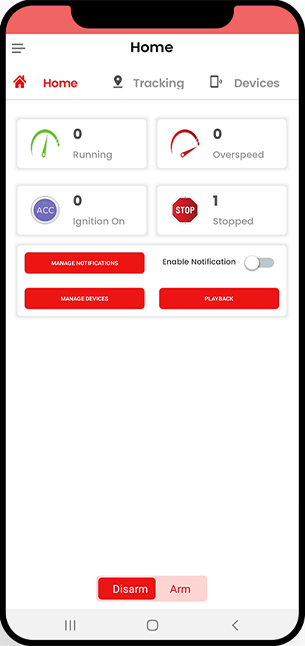 Home
Home Tracking Devices
0 0
Running Overspeed
ACC 0 STOP 1
Ignition On Stopped
MANAGE NOTIFICATIONS Enable Notification
MANAGE DEVICES PLAYBACK
Disarm Arm